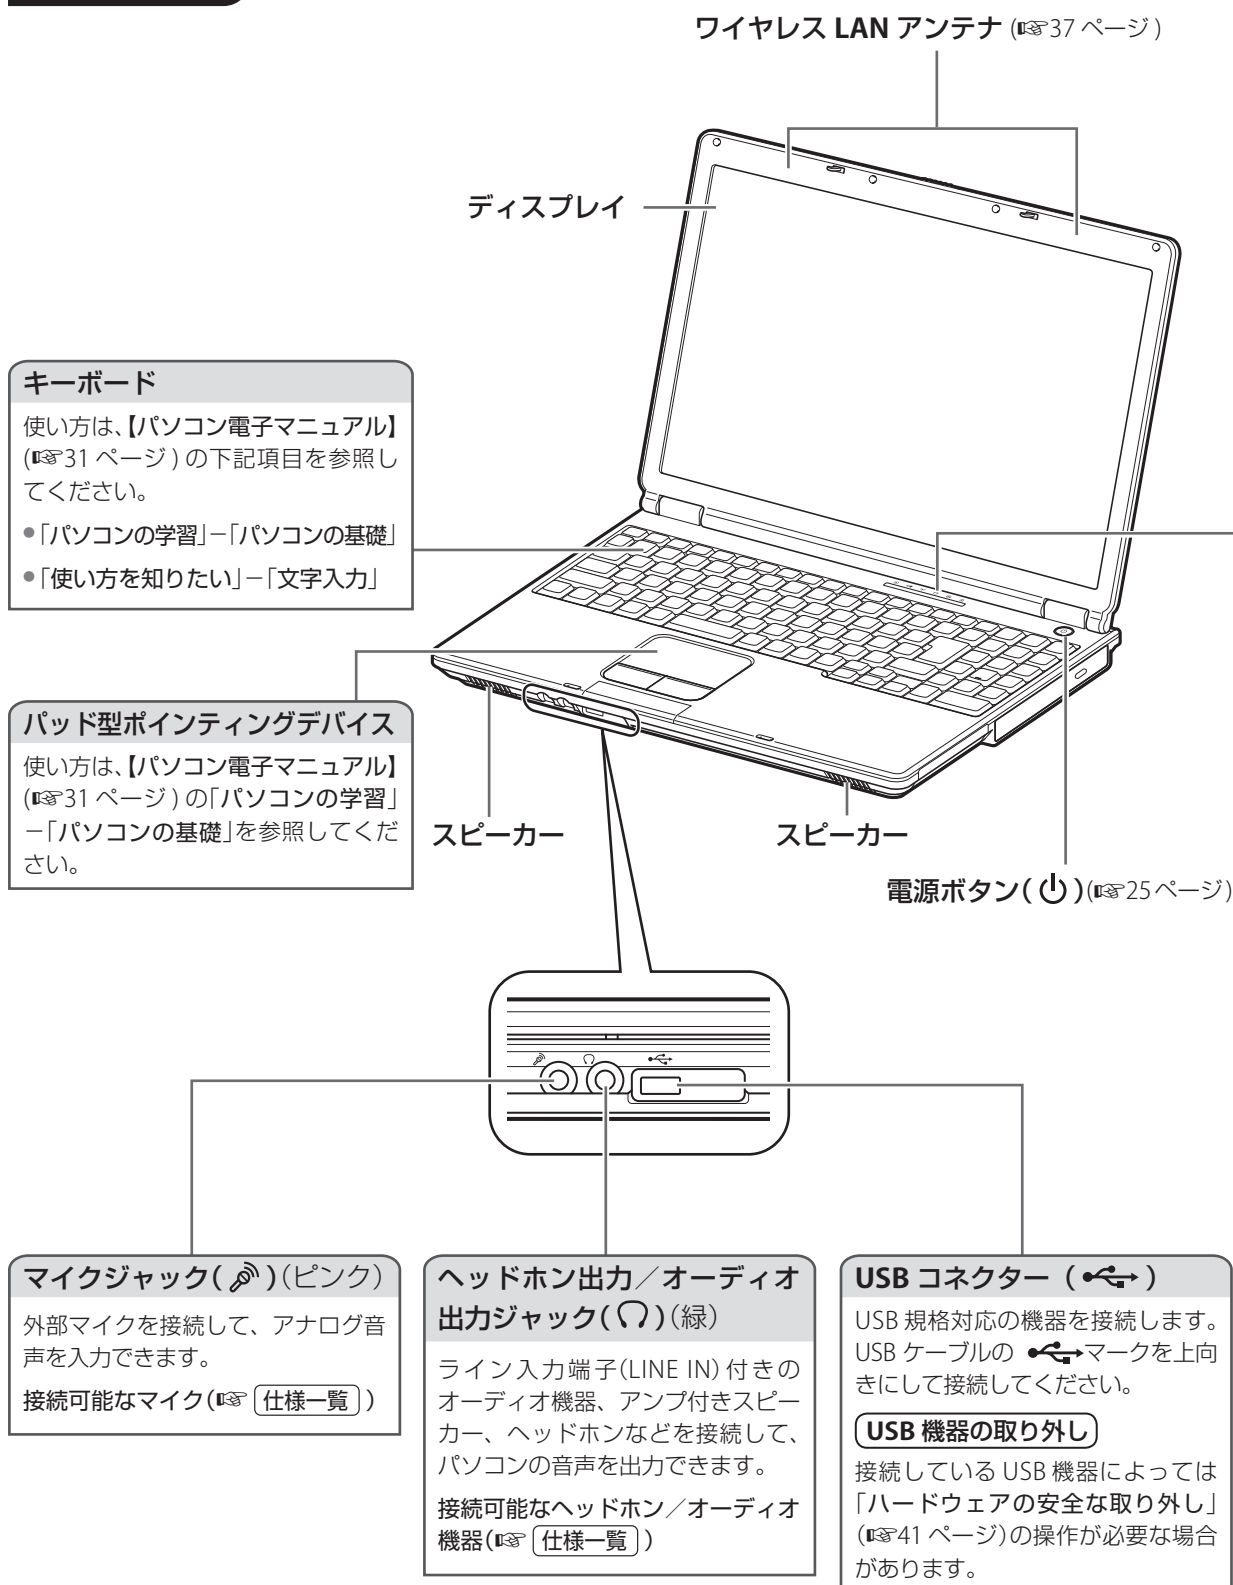 ワイヤレス LAN アンテナ (☞37 ページ)
ディスプレイ
キーボード
使い方は、【パソコン電子マニュアル】
(☞31 ページ) の下記項目を参照し
てください。
●「パソコンの学習」－「パソコンの基礎」
●「使い方を知りたい」－「文字入力」
パッド型ポインティングデバイス
使い方は、【パソコン電子マニュアル】
(☞31 ページ) の「パソコンの学習」
－「パソコンの基礎」を参照してくだ
さい。
スピーカー
スピーカー
電源ボタン(⏻)(☞25ページ)
マイクジャック( )(ピンク)
外部マイクを接続して、アナログ音
声を入力できます。
接続可能なマイク(☞ 仕様一覧 )
ヘッドホン出力／オーディオ
出力ジャック( )(緑)
ライン入力端子(LINE IN) 付きの
オーディオ機器、アンプ付きスピー
カー、ヘッドホンなどを接続して、
パソコンの音声を出力できます。
接続可能なヘッドホン／オーディオ
機器(☞ 仕様一覧 )
USB コネクター ( )
USB 規格対応の機器を接続します。
USB ケーブルの マークを上向
きにして接続してください。
USB 機器の取り外し
接続している USB 機器によっては
「ハードウェアの安全な取り外し」
(☞41 ページ)の操作が必要な場合
があります。